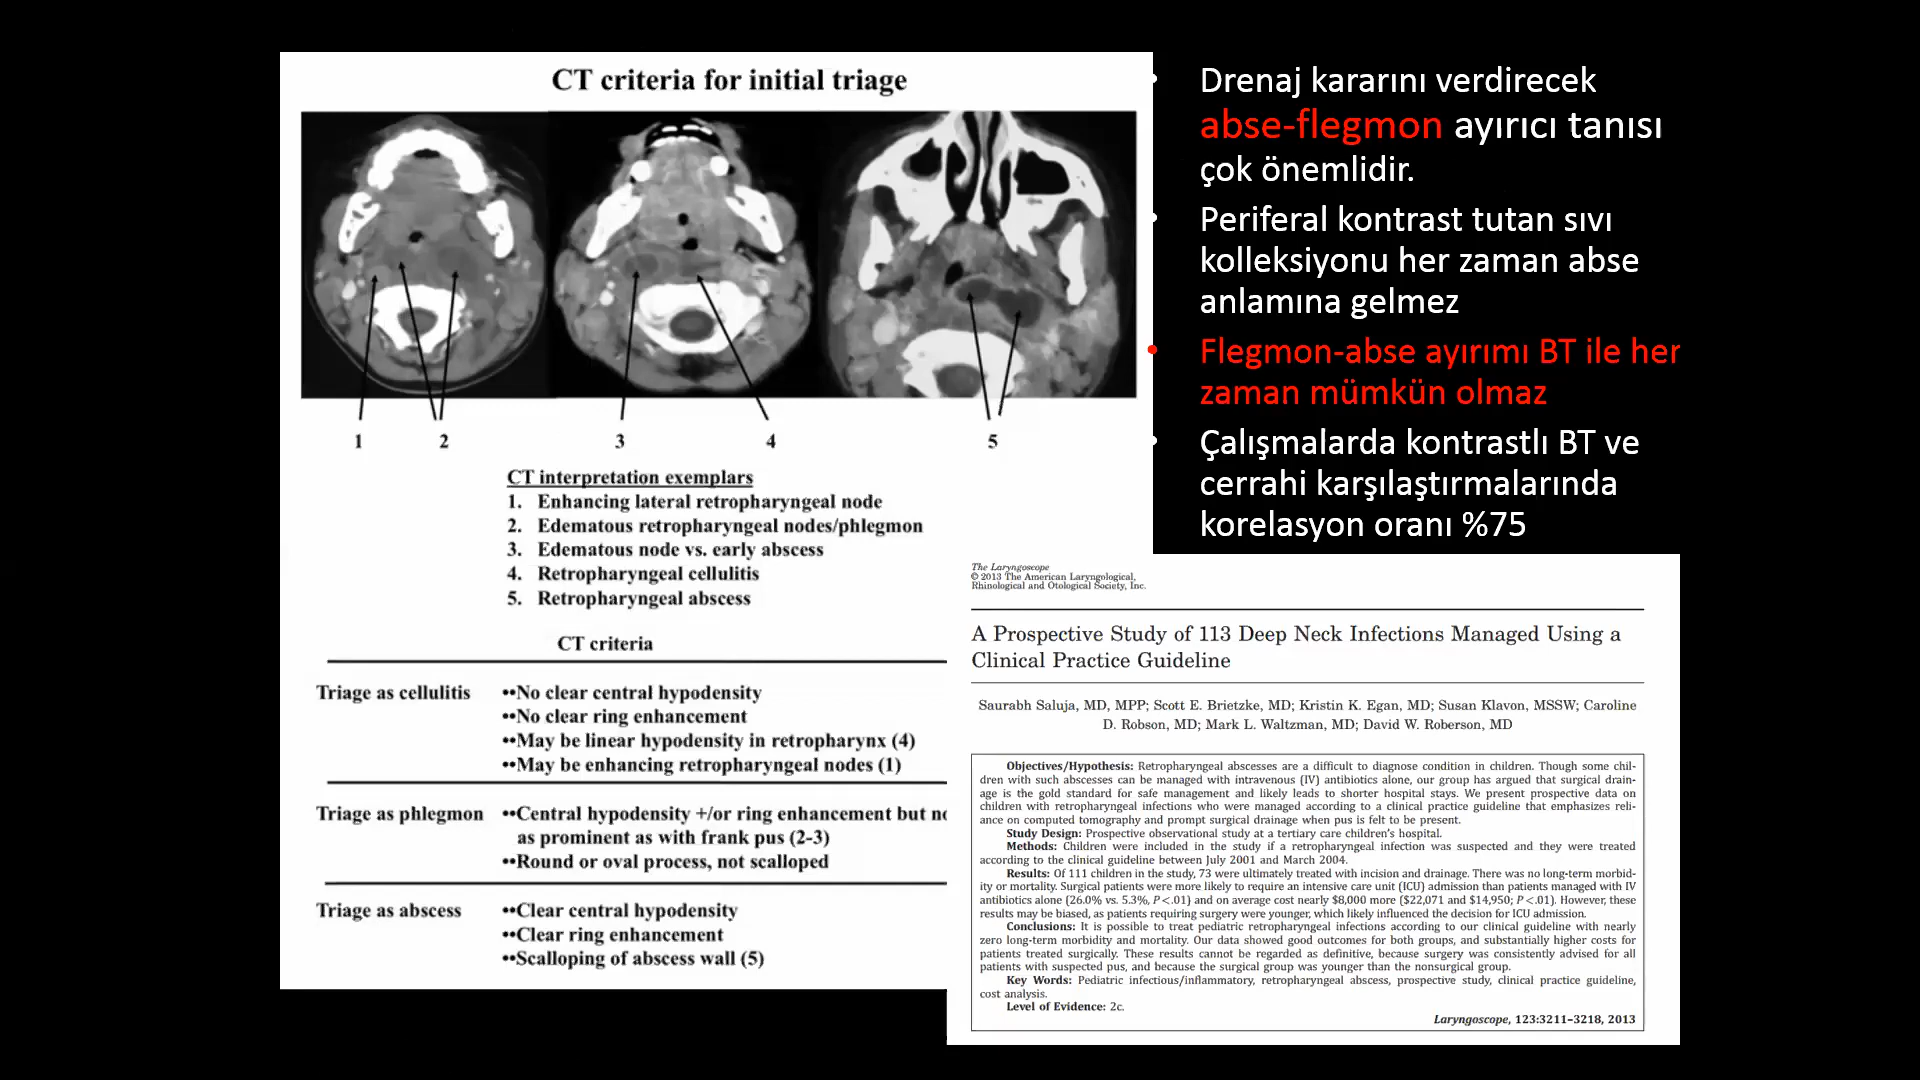 CT criteria for initial triage
1
2
3
4
5
CT interpretation exemplars
1. Enhancing lateral retropharyngeal node
2. Edematous retropharyngeal nodes/phlegmon
3. Edematous node vs. early abscess
4. Retropharyngeal cellulitis
5. Retropharyngeal abscess
CT criteria
Triage as cellulitis
••No clear central hypodensity
••No clear ring enhancement
••May be linear hypodensity in retropharynx (4)
••May be enhancing retropharyngeal nodes (1)
Triage as phlegmon
••Central hypodensity +/or ring enhancement but no
as prominent as with frank pus (2-3)
••Round or oval process, not scalloped
Triage as abscess
••Clear central hypodensity
••Clear ring enhancement
••Scalloping of abscess wall (5)
• Drenaj kararını verdirecek
abse-flegmon ayırıcı tanısı
çok önemlidir.
• Periferal kontrast tutan sıvı
kolleksiyonu her zaman abse
anlamına gelmez
• Flegmon-abse ayırımı BT ile her
zaman mümkün olmaz
• Çalışmalarda kontrastlı BT ve
cerrahi karşılaştırmalarında
korelasyon oranı %75
The Laryngoscope
© 2013 The American Laryngological,
Rhinological and Otological Society, Inc.
A Prospective Study of 113 Deep Neck Infections Managed Using a
Clinical Practice Guideline
Saurabh Saluja, MD, MPP; Scott E. Brietzke, MD; Kristin K. Egan, MD; Susan Klavon, MSSW; Caroline
D. Robson, MD; Mark L. Waltzman, MD; David W. Roberson, MD
Objectives/Hypothesis: Retropharyngeal abscesses are a difficult to diagnose condition in children. Though some chil-
dren with such abscesses can be managed with intravenous (IV) antibiotics alone, our group has argued that surgical drain-
age is the gold standard for safe management and likely leads to shorter hospital stays. We present prospective data on
children with retropharyngeal infections who were managed according to a clinical practice guideline that emphasizes reli-
ance on computed tomography and prompt surgical drainage when pus is felt to be present.
Study Design: Prospective observational study at a tertiary care children's hospital.
Methods: Children were included in the study if a retropharyngeal infection was suspected and they were treated
according to the clinical guideline between July 2001 and March 2004.
Results: Of 111 children in the study, 73 were ultimately treated with incision and drainage. There was no long-term morbid-
ity or mortality. Surgical patients were more likely to require an intensive care unit (ICU) admission than patients managed with IV
antibiotics alone (26.0% vs. 5.3%, P<.01) and on average cost nearly $8,000 more ($22,071 and $14,950; P<.01). However, these
results may be biased, as patients requiring surgery were younger, which likely influenced the decision for ICU admission.
Conclusions: It is possible to treat pediatric retropharyngeal infections according to our clinical guideline with nearly
zero long-term morbidity and mortality. Our data showed good outcomes for both groups, and substantially higher costs for
patients treated surgically. These results cannot be regarded as definitive, because surgery was consistently advised for all
patients with suspected pus, and because the surgical group was younger than the nonsurgical group.
Key Words: Pediatric infectious/inflammatory, retropharyngeal abscess, prospective study, clinical practice guideline,
cost analysis.
Level of Evidence: 2c.
Laryngoscope, 123:3211–3218, 2013